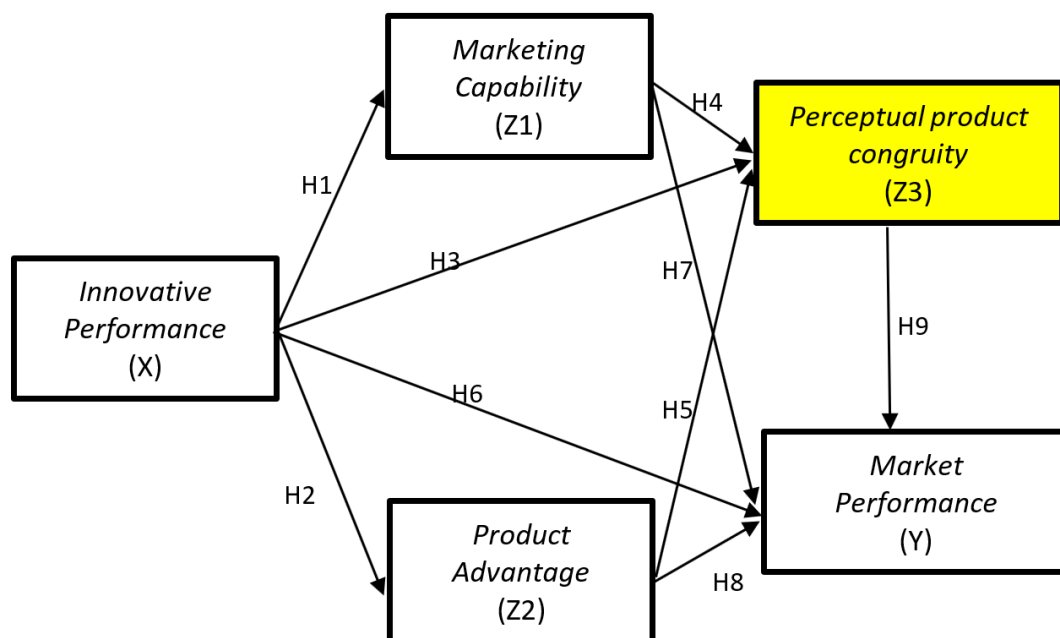 Marketing
Capability
(Z1)
H4
Perceptual product
congruity
(Z3)
H1
H3
H7
Innovative
Performance
(X)
H9
H6
H5
H2
Market
Performance
(Y)
Product
Advantage
(Z2)
H8